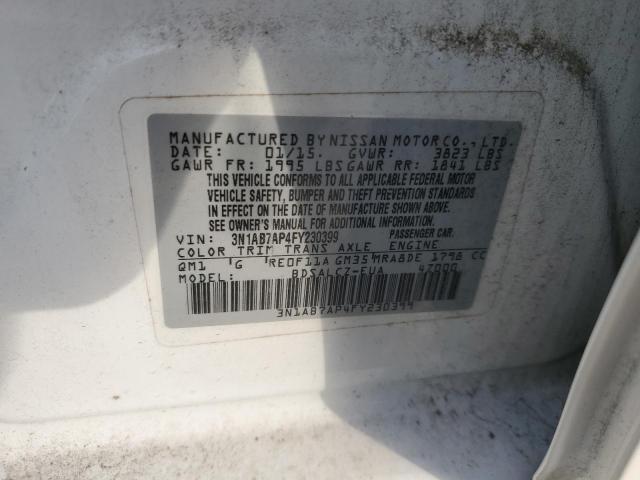 MANUFACTURED BY NISSAN MOTOR CO., LTD.
DATE: 01/15. GVWR: 3823 LBS
GAWR FR: 1995 LBS GAWR RR: 1841 LBS
THIS VEHICLE CONFORMS TO ALL APPLICABLE FEDERAL MOTOR
VEHICLE SAFETY, BUMPER AND THEFT PREVENTION STANDARDS
IN EFFECT ON THE DATE OF MANUFACTURE SHOWN ABOVE.
SEE OWNER'S MANUAL FOR ADDITIONAL INFORMATION.
VIN: 3N1AB7AP4FY230399 PASSENGER CAR
COLOR TRIM TRANS AXLE ENGINE
QM1 G RE0F11A GM35 MRA8DE 1798 CC
MODEL: BDSALCZ-EUA 4Z000
3N1AB7AP4FY230399